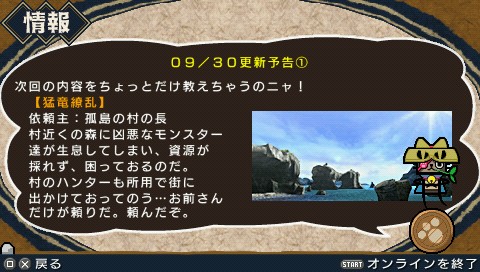 情報
09／30更新予告①
次回の内容をちょっとだけ教えちゃうのニャ！
【猛竜繚乱】
依頼主：孤島の村の長
村近くの森に凶悪なモンスター
達が生息してしまい、資源が
採れず、困っておるのだ。
村のハンターも所用で街に
出かけておってのう…お前さん
だけが頼りだ。頼んだぞ。
戻る
START オンラインを終了